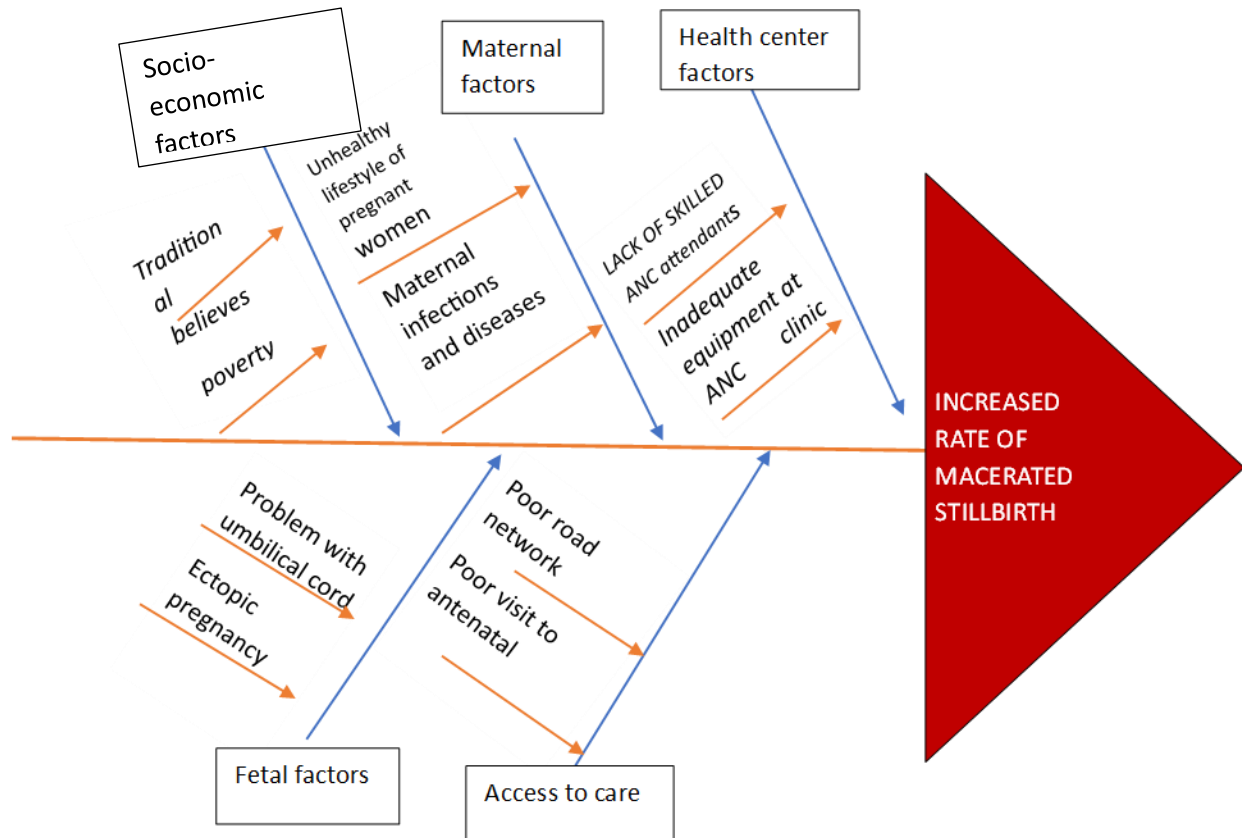 Socio-
economic
factors
Maternal
factors
Health center
factors
Tradition
al
believes
poverty
Unhealthy
lifestyle of
pregnant
women
Maternal
infections
and diseases
LACK OF SKILLED
ANC attendants
Inadequate
equipment at
ANC clinic
INCREASED
RATE OF
MACERATED
STILLBIRTH
Problem with
umbilical cord
Ectopic
pregnancy
Poor road
network
Poor visit to
antenatal
Fetal factors
Access to care